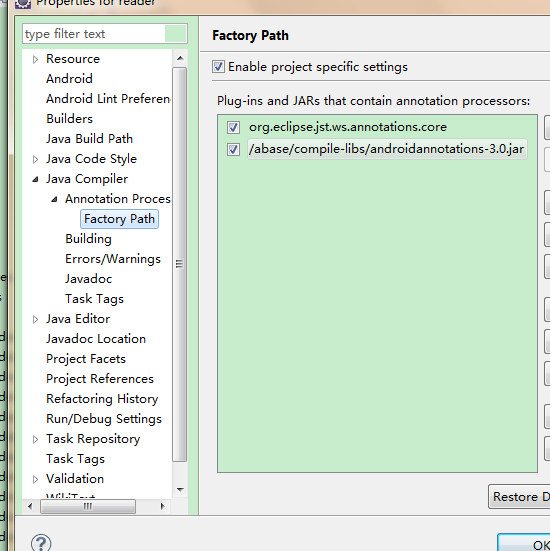 Properties for reader
type filter text
Resource
Android
Android Lint Preferen
Builders
Java Build Path
Java Code Style
Java Compiler
Annotation Proces
Factory Path
Building
Errors/Warnings
Javadoc
Task Tags
Java Editor
Javadoc Location
Project Facets
Project References
Refactoring History
Run/Debug Settings
Task Repository
Task Tags
Validation
WikiText
Factory Path
Enable project specific settings
Plug-ins and JARs that contain annotation processors:
org.eclipse.jst.ws.annotations.core
/abase/compile-libs/androidannotations-3.0.jar
Restore D
?
OK